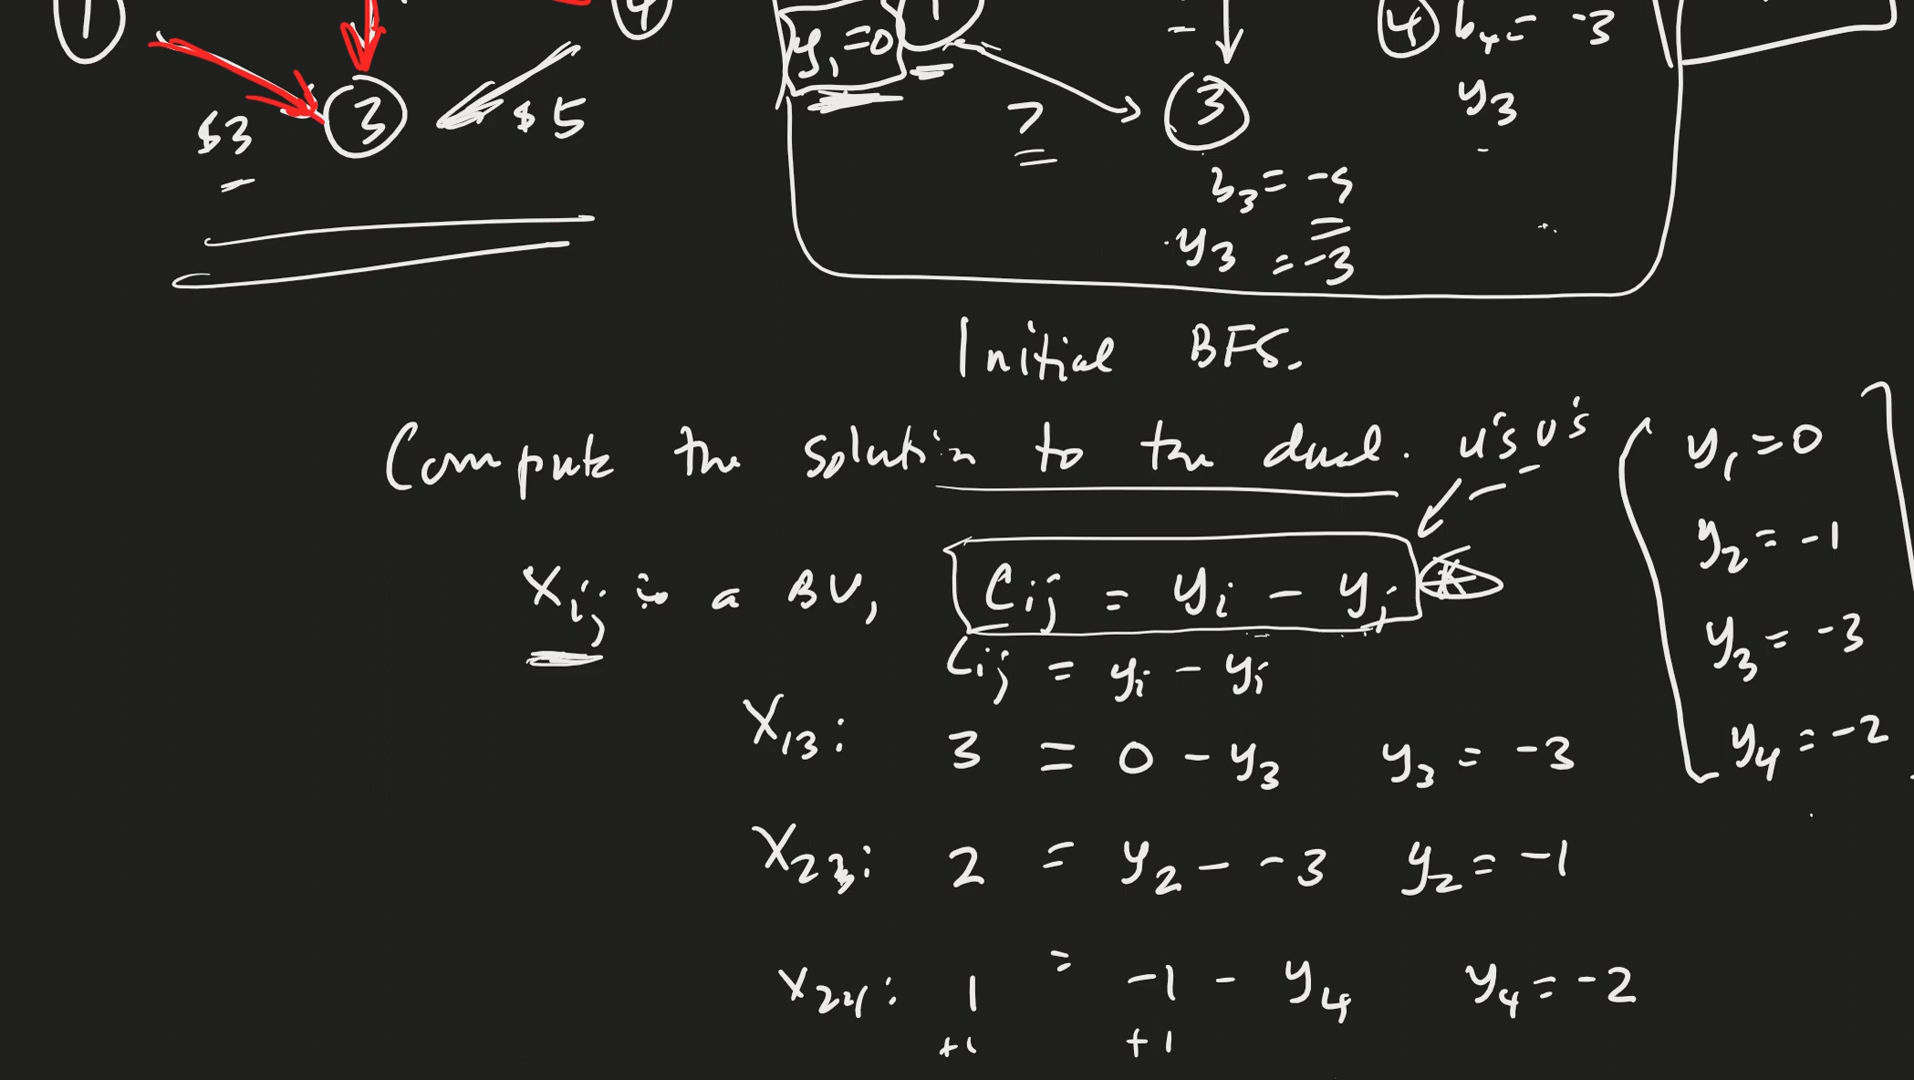 1
4
y₁ = 0
1
4 b₄ = -3
$3
3
$5
7
3
y₃
b₃ = -5
y₃ = -3
Initial BFS.
Compute the solution to the dual. u's v's
xᵢⱼ is a BV, Cᵢⱼ = yᵢ - yⱼ *
Cᵢⱼ = yᵢ - yⱼ
X₁₃: 3 = 0 - y₃ y₃ = -3
X₂₃: 2 = y₂ - -3 y₂ = -1
X₂₄: 1 = -1 - y₄ y₄ = -2
+1 +1
y₁ = 0
y₂ = -1
y₃ = -3
y₄ = -2